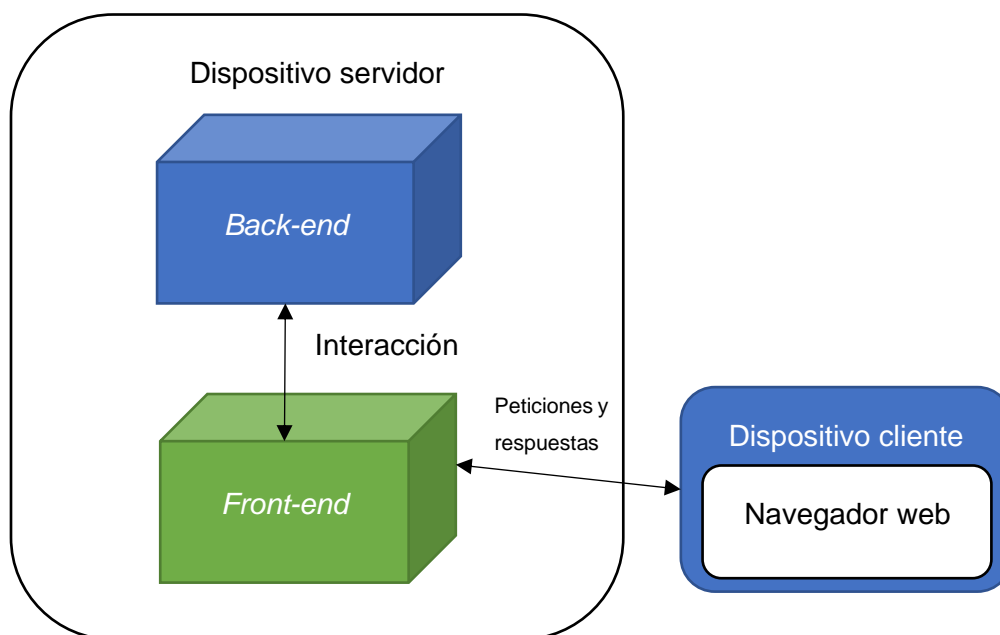 Dispositivo servidor
Back-end
Interacción
Peticiones y
respuestas
Front-end
Dispositivo cliente
Navegador web